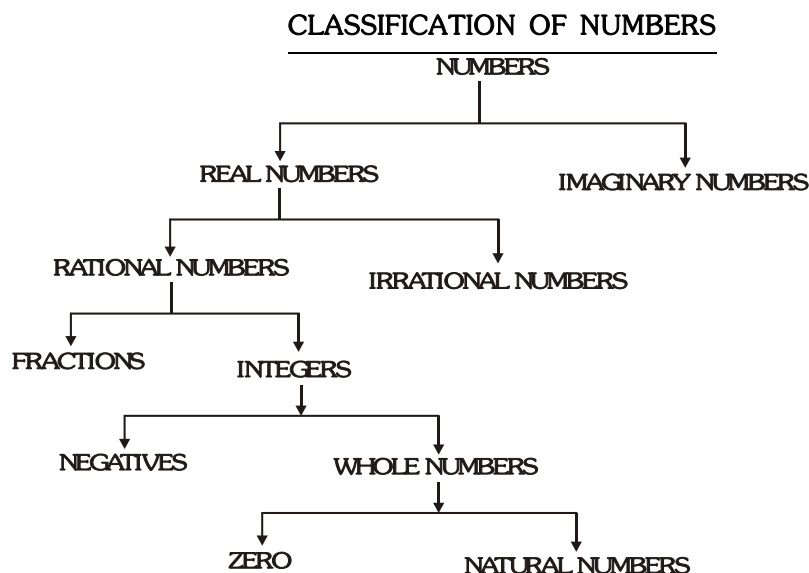 CLASSIFICATION OF NUMBERS
NUMBERS
REAL NUMBERS
IMAGINARY NUMBERS
RATIONAL NUMBERS
IRRATIONAL NUMBERS
FRACTIONS
INTEGERS
NEGATIVES
WHOLE NUMBERS
ZERO
NATURAL NUMBERS